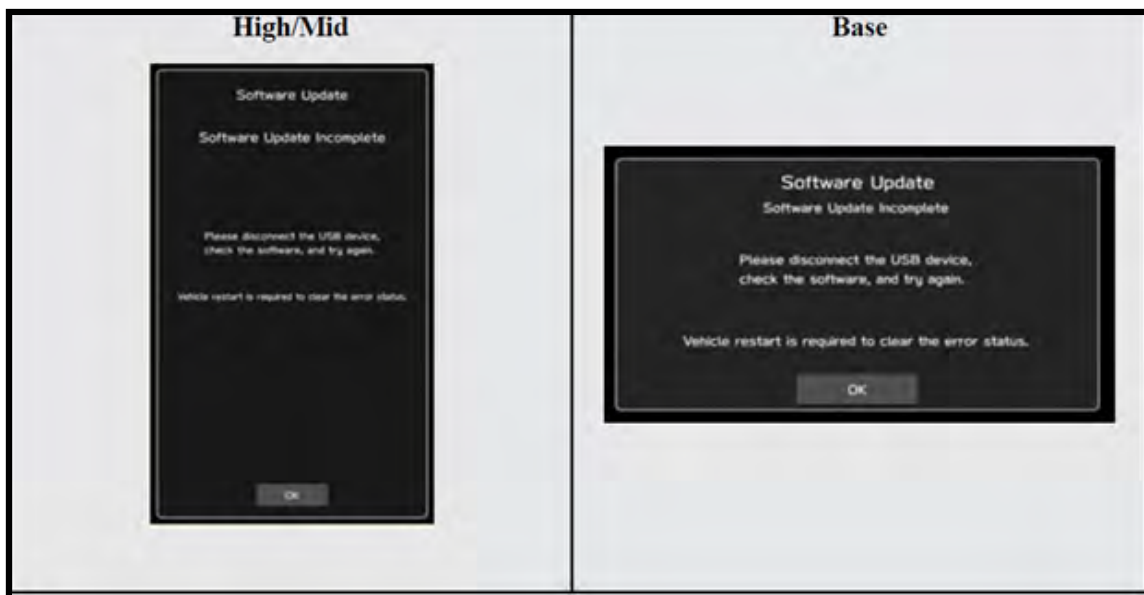 High/Mid
Software Update
Software Update Incomplete
Please disconnect the USB device,
check the software, and try again.
Vehicle restart is required to clear the error status.
OK
Base
Software Update
Software Update Incomplete
Please disconnect the USB device,
check the software, and try again.
Vehicle restart is required to clear the error status.
OK